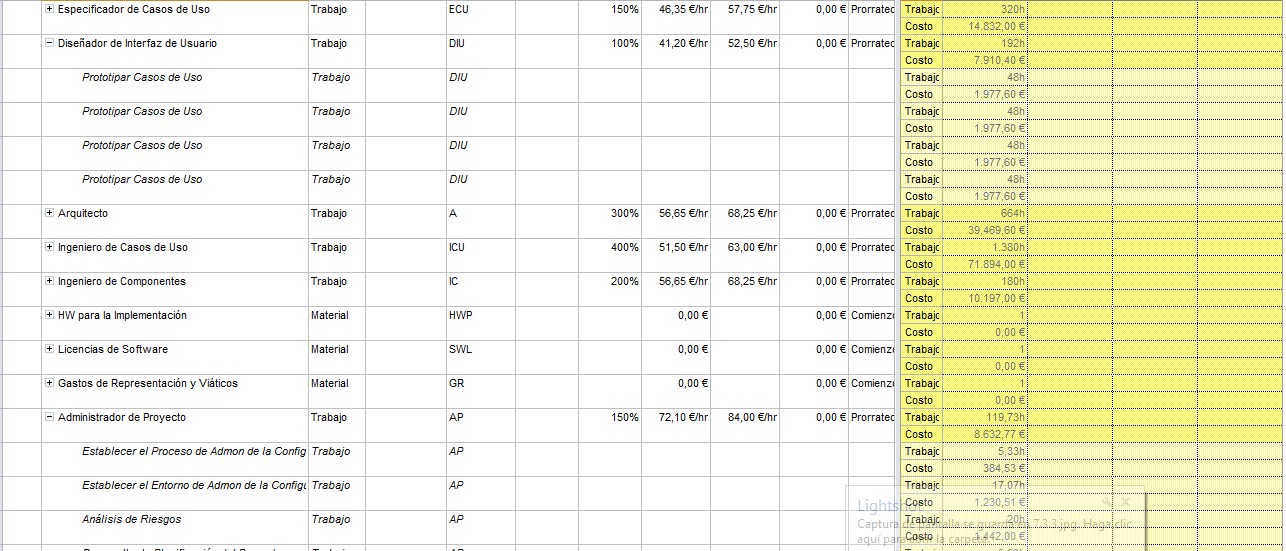 Especificador de Casos de Uso Trabajo ECU 150% 46,35 €/hr 57,75 €/hr 0,00 € Prorratec Trabajc 320h
Costo 14.832,00 €
Diseñador de Interfaz de Usuario Trabajo DIU 100% 41,20 €/hr 52,50 €/hr 0,00 € Prorratec Trabajc 192h
Costo 7.910,40 €
Prototipar Casos de Uso Trabajo DIU Trabajc 48h
Costo 1.977,60 €
Prototipar Casos de Uso Trabajo DIU Trabajc 48h
Costo 1.977,60 €
Prototipar Casos de Uso Trabajo DIU Trabajc 48h
Costo 1.977,60 €
Prototipar Casos de Uso Trabajo DIU Trabajc 48h
Costo 1.977,60 €
Arquitecto Trabajo A 300% 56,65 €/hr 68,25 €/hr 0,00 € Prorratec Trabajc 664h
Costo 39.469,60 €
Ingeniero de Casos de Uso Trabajo ICU 400% 51,50 €/hr 63,00 €/hr 0,00 € Prorratec Trabajc 1.380h
Costo 71.894,00 €
Ingeniero de Componentes Trabajo IC 200% 56,65 €/hr 68,25 €/hr 0,00 € Prorratec Trabajc 180h
Costo 10.197,00 €
HW para la Implementación Material HWP 0,00 € 0,00 € Comienzo Trabajc 1
Costo 0,00 €
Licencias de Software Material SWL 0,00 € 0,00 € Comienzo Trabajc 1
Costo 0,00 €
Gastos de Representación y Viáticos Material GR 0,00 € 0,00 € Comienzo Trabajc 1
Costo 0,00 €
Administrador de Proyecto Trabajo AP 150% 72,10 €/hr 84,00 €/hr 0,00 € Prorratec Trabajc 119,73h
Costo 8.632,77 €
Establecer el Proceso de Admon de la Config Trabajo AP Trabajc 5,33h
Costo 384,53 €
Establecer el Entorno de Admon de la Configu Trabajo AP Trabajc 17,07h
Lightshot Costo 1.230,51 €
Análisis de Riesgos Trabajo AP Trabajc 20h
Captura de pantalla se guarda en 7.3.3.jpg. Haga clic
aquí para abrir la carpeta. Costo 1.442,00 €